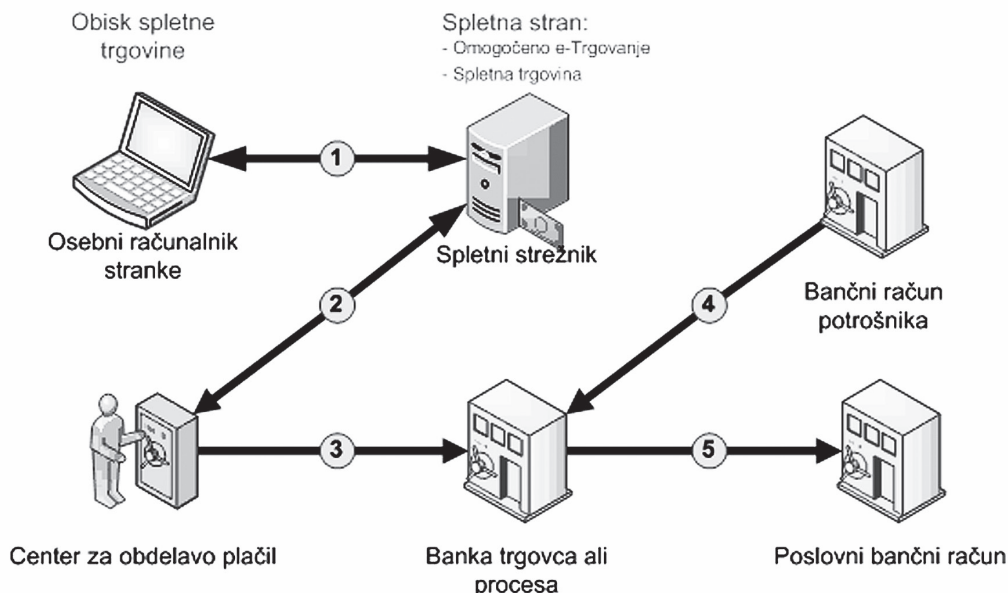 Obisk spletne
trgovine
Spletna stran:
- Omogočeno e-Trgovanje
- Spletna trgovina
1
Osebni računalnik
stranke
Spletni strežnik
2
4
Bančni račun
potrošnika
3
5
Center za obdelavo plačil
Banka trgovca ali
procesa
Poslovni bančni račun